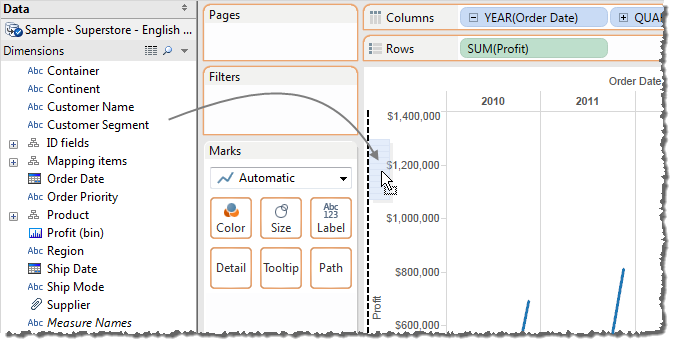 Data
Sample - Superstore - English ...
Dimensions
Abc Container
Abc Continent
Abc Customer Name
Abc Customer Segment
ID fields
Mapping items
Order Date
Abc Order Priority
Product
Profit (bin)
Abc Region
Ship Date
Abc Ship Mode
Supplier
Abc Measure Names
Pages
Filters
Marks
Automatic
Color
Size
Abc
123
Label
Detail
Tooltip
Path
Columns
YEAR(Order Date)
QUAR
Rows
SUM(Profit)
Order Date
2010
2011
$1,400,000
$1,200,000
$1,000,000
$800,000
$600,000
Profit